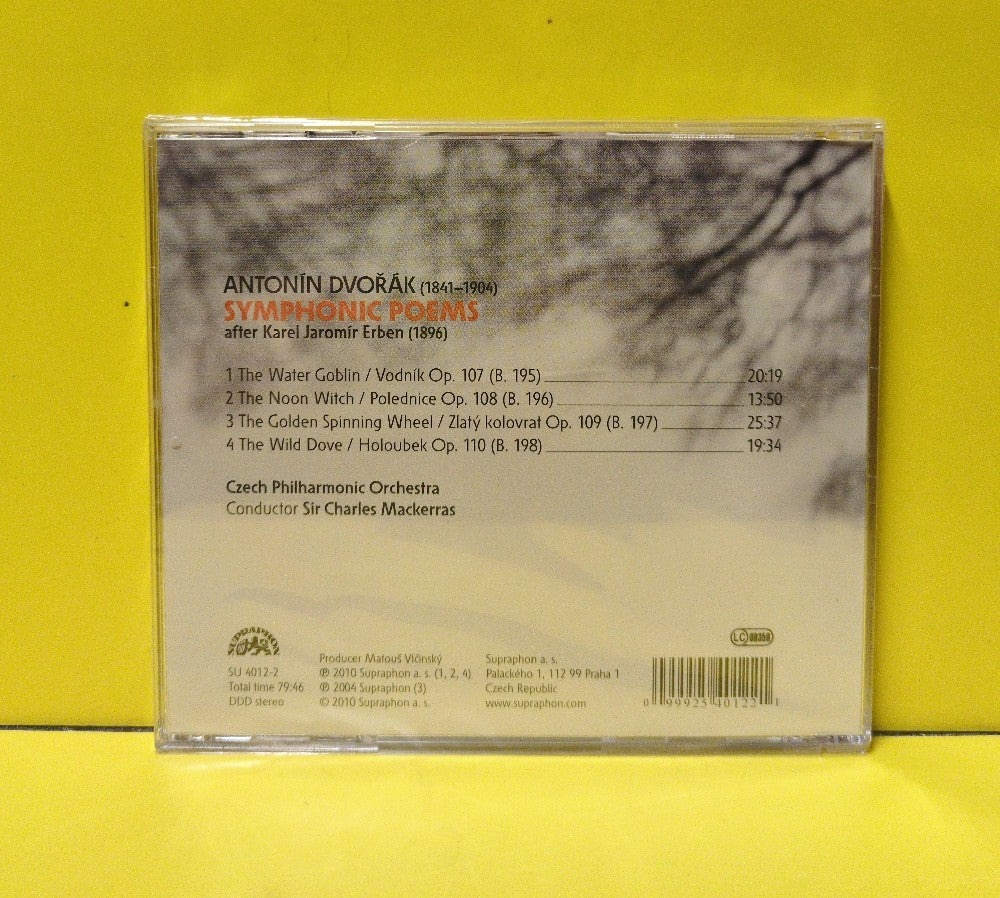 ANTONÍN DVOŘÁK (1841–1904)
SYMPHONIC POEMS
after Karel Jaromír Erben (1896)
1 The Water Goblin / Vodník Op. 107 (B. 195) 20:19
2 The Noon Witch / Polednice Op. 108 (B. 196) 13:50
3 The Golden Spinning Wheel / Zlatý kolovrat Op. 109 (B. 197) 25:37
4 The Wild Dove / Holoubek Op. 110 (B. 198) 19:34
Czech Philharmonic Orchestra
Conductor Sir Charles Mackerras
SUPRAPHON
SU 4012-2
Total time 79:46
DDD stereo
Producer Matouš Vlčinský
℗ 2010 Supraphon a. s. (1, 2, 4)
℗ 2004 Supraphon (3)
© 2010 Supraphon a. s.
Supraphon a. s.
Palackého 1, 112 99 Praha 1
Czech Republic
www.supraphon.com
LC 00358
0 99925 40122 1